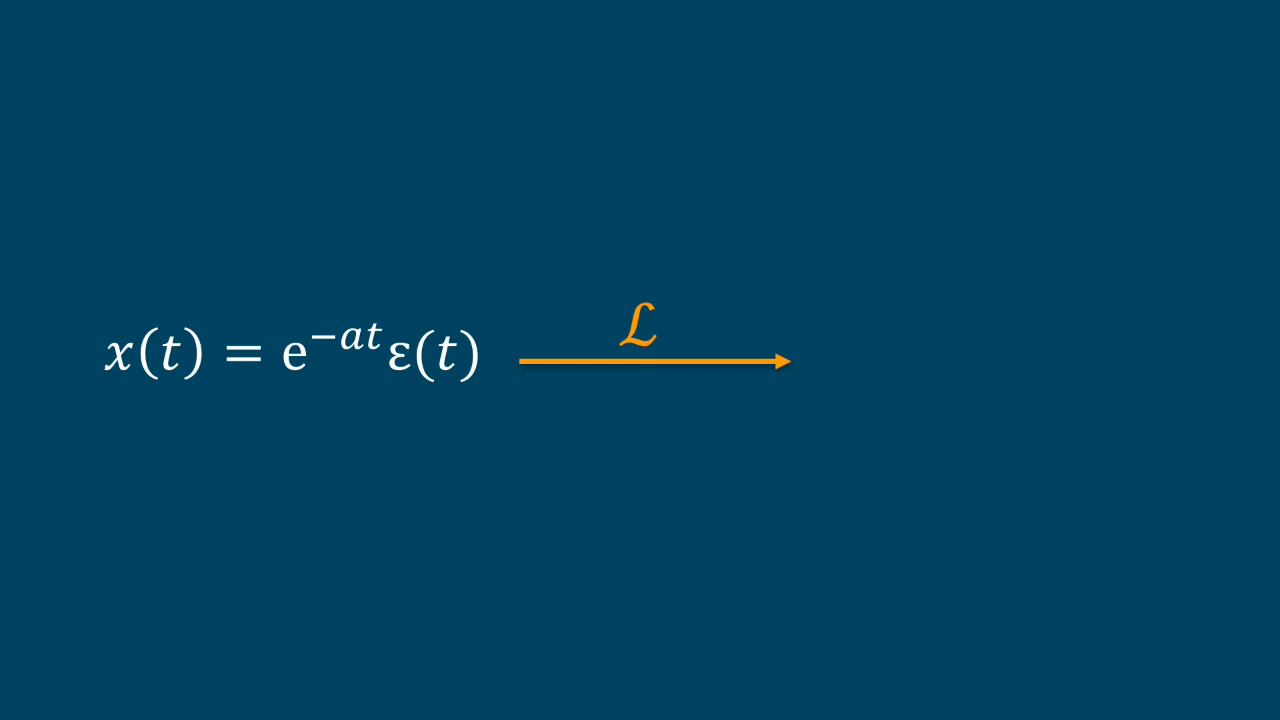 x(t) = e^{−at}ε(t) ℒ